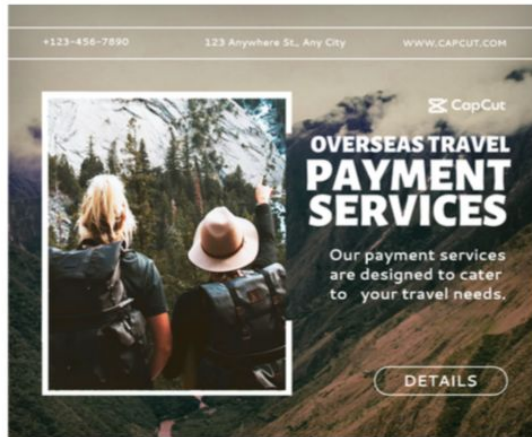 +123-456-7890
123 Anywhere St., Any City
WWW.CAPCUT.COM
CapCut
OVERSEAS TRAVEL
PAYMENT
SERVICES
Our payment services
are designed to cater
to your travel needs.
DETAILS